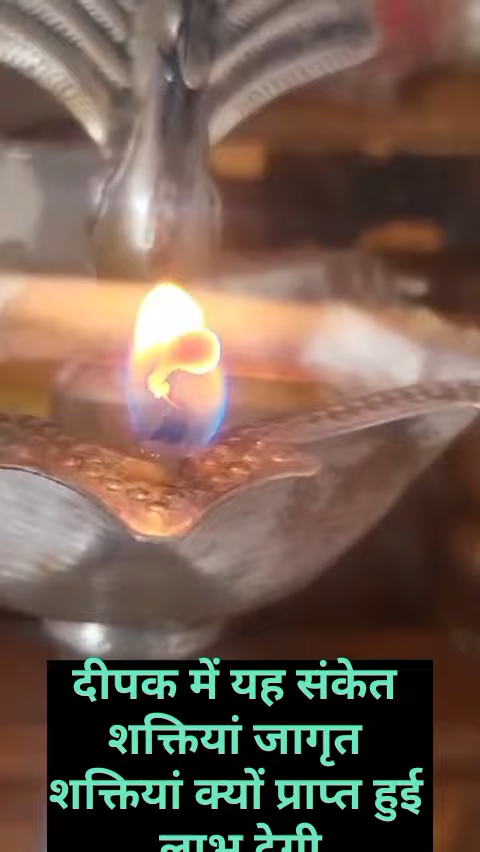 दीपक में यह संकेत
शक्तियां जागृत
शक्तियां क्यों प्राप्त हुई
लाभ देगी